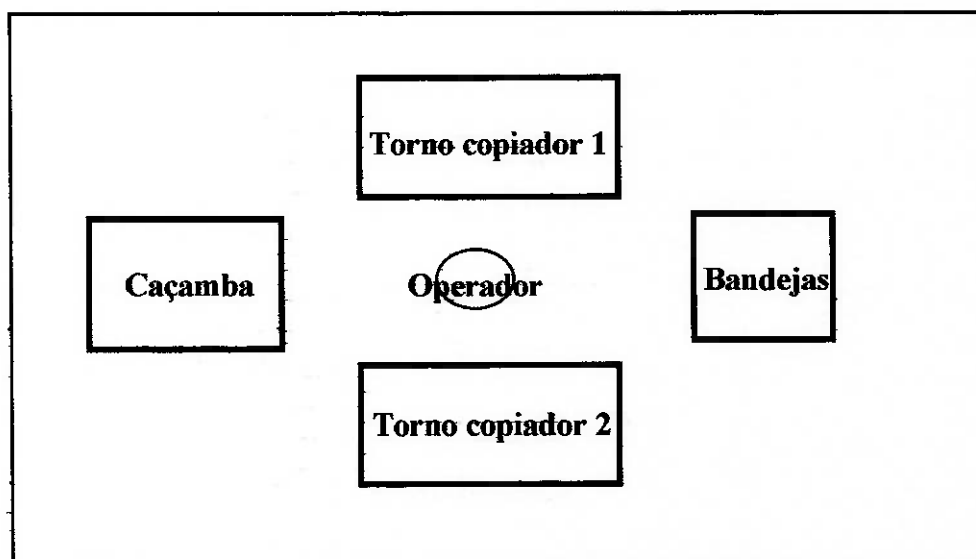 Torno copiador 1
Caçamba
Operador
Bandejas
Torno copiador 2